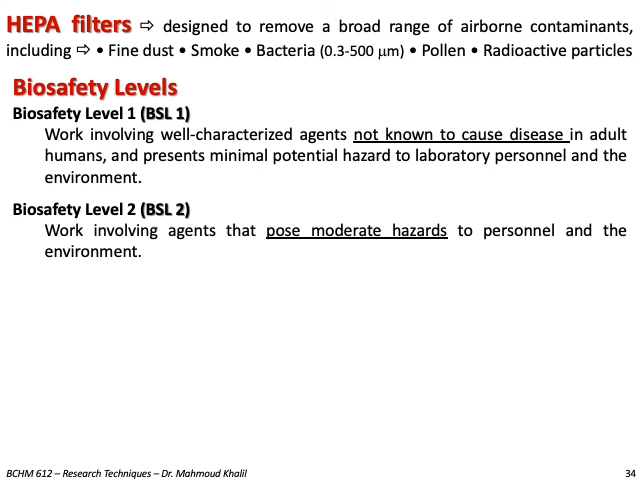 HEPA filters ⇨ designed to remove a broad range of airborne contaminants,
including ⇨ • Fine dust • Smoke • Bacteria (0.3-500 μm) • Pollen • Radioactive particles
Biosafety Levels
Biosafety Level 1 (BSL 1)
Work involving well-characterized agents not known to cause disease in adult
humans, and presents minimal potential hazard to laboratory personnel and the
environment.
Biosafety Level 2 (BSL 2)
Work involving agents that pose moderate hazards to personnel and the
environment.
BCHM 612 – Research Techniques – Dr. Mahmoud Khalil
34